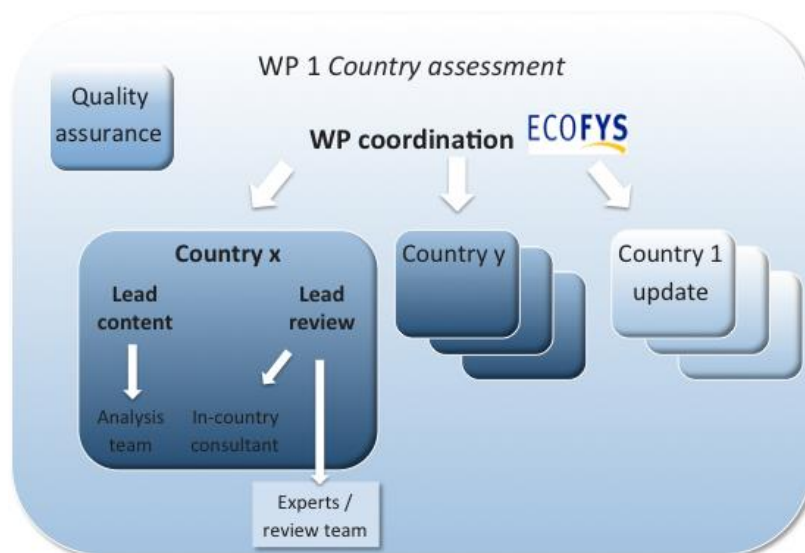 WP 1 Country assessment
Quality
assurance
WP coordination
ECOFYS
Country x
Lead
content
Lead
review
Analysis
team
In-country
consultant
Experts /
review team
Country y
Country 1
update